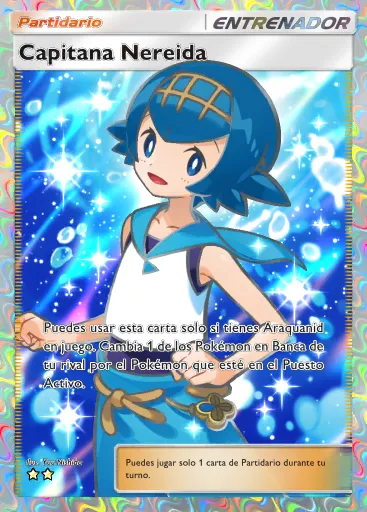 Partidario
ENTRENADOR
Capitana Nereida
Puedes usar esta carta solo si tienes Araquanid
en juego. Cambia 1 de los Pokémon en Banca de
tu rival por el Pokémon que esté en el Puesto
Activo.
Puedes jugar solo 1 carta de Partidario durante tu
turno.